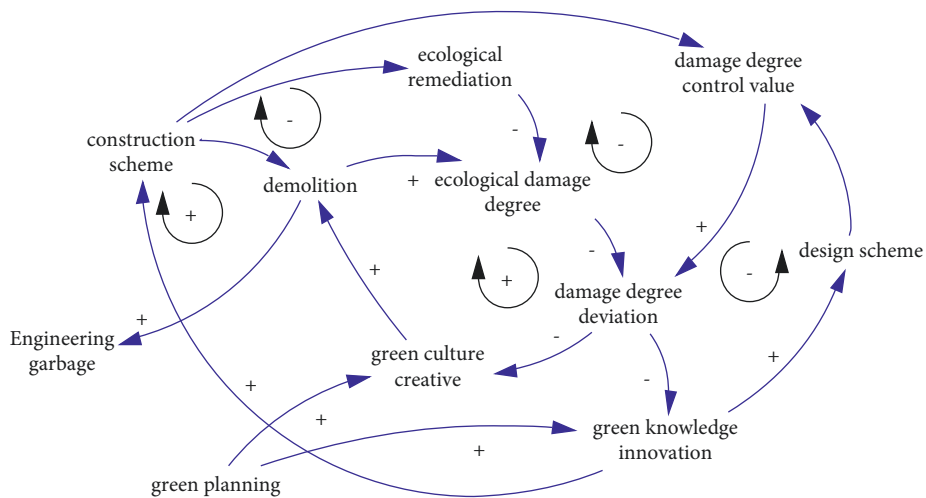 ecological
remediation
damage degree
control value
-
-
-
construction
scheme
demolition
+
ecological damage
degree
+
+
-
design scheme
+
+
-
damage degree
deviation
+
Engineering
garbage
-
green culture
creative
+
-
+
+
green knowledge
innovation
+
green planning